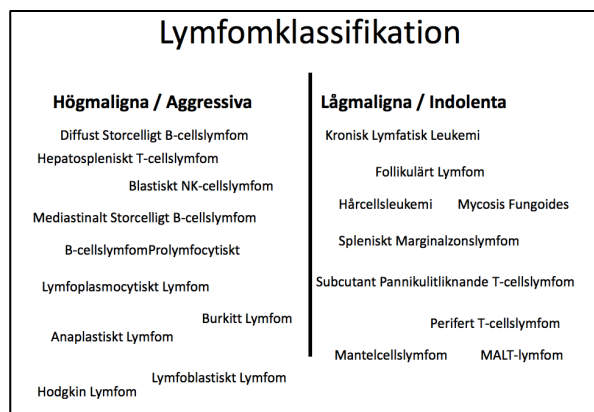 Lymfomklassifikation
Högmaligna / Aggressiva
Diffust Storcelligt B-cellslymfom
Hepatospleniskt T-cellslymfom
Blastiskt NK-cellslymfom
Mediastinalt Storcelligt B-cellslymfom
B-cellslymfomProlymfocytiskt
Lymfoplasmocytiskt Lymfom
Burkitt Lymfom
Anaplastiskt Lymfom
Lymfoblastiskt Lymfom
Hodgkin Lymfom
Lågmaligna / Indolenta
Kronisk Lymfatisk Leukemi
Follikulärt Lymfom
Hårcellsleukemi Mycosis Fungoides
Spleniskt Marginalzonslymfom
Subcutant Pannikulitliknande T-cellslymfom
Perifert T-cellslymfom
Mantelcellslymfom MALT-lymfom